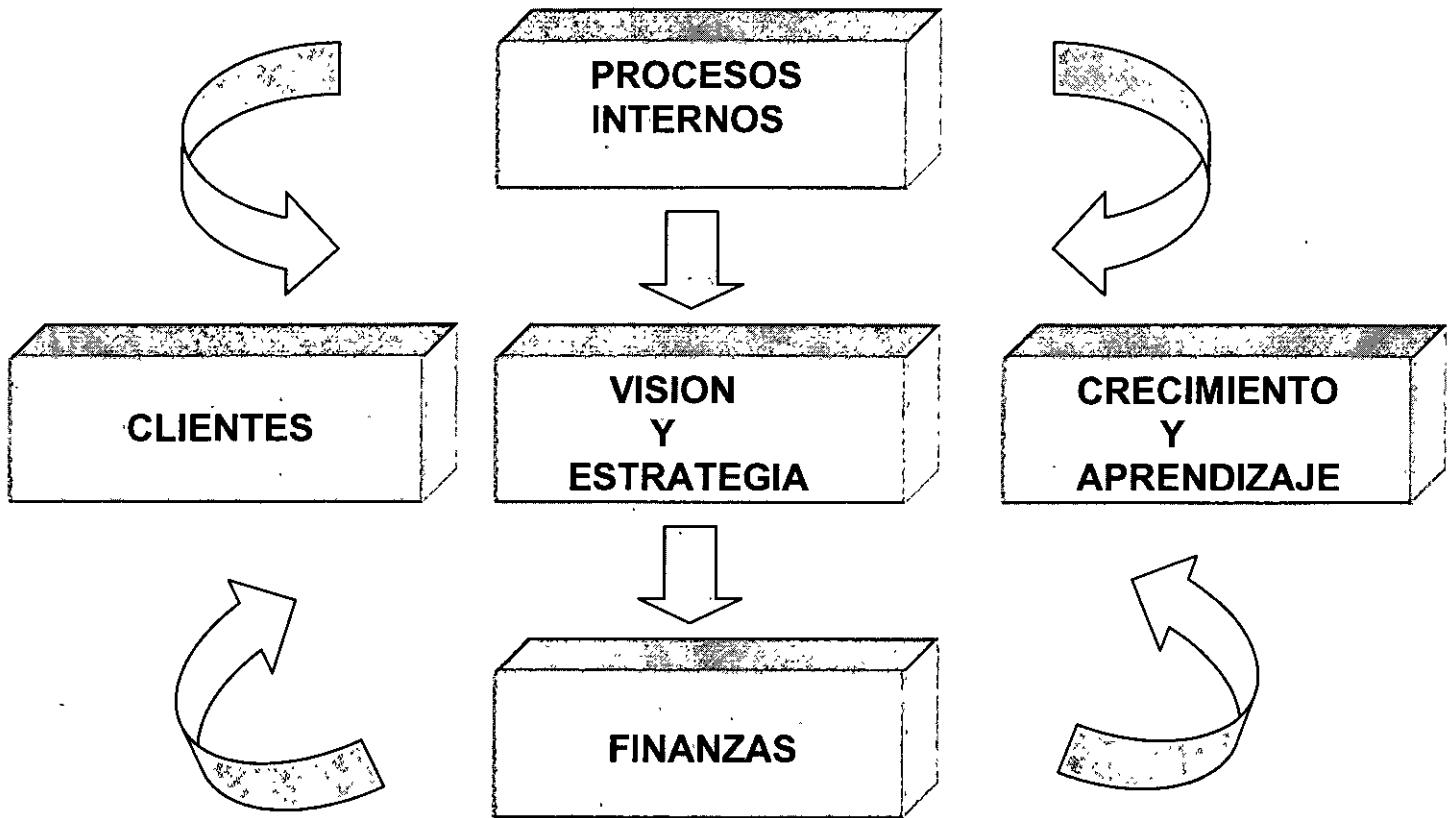 PROCESOS
INTERNOS
CLIENTES
VISION
Y
ESTRATEGIA
CRECIMIENTO
Y
APRENDIZAJE
FINANZAS